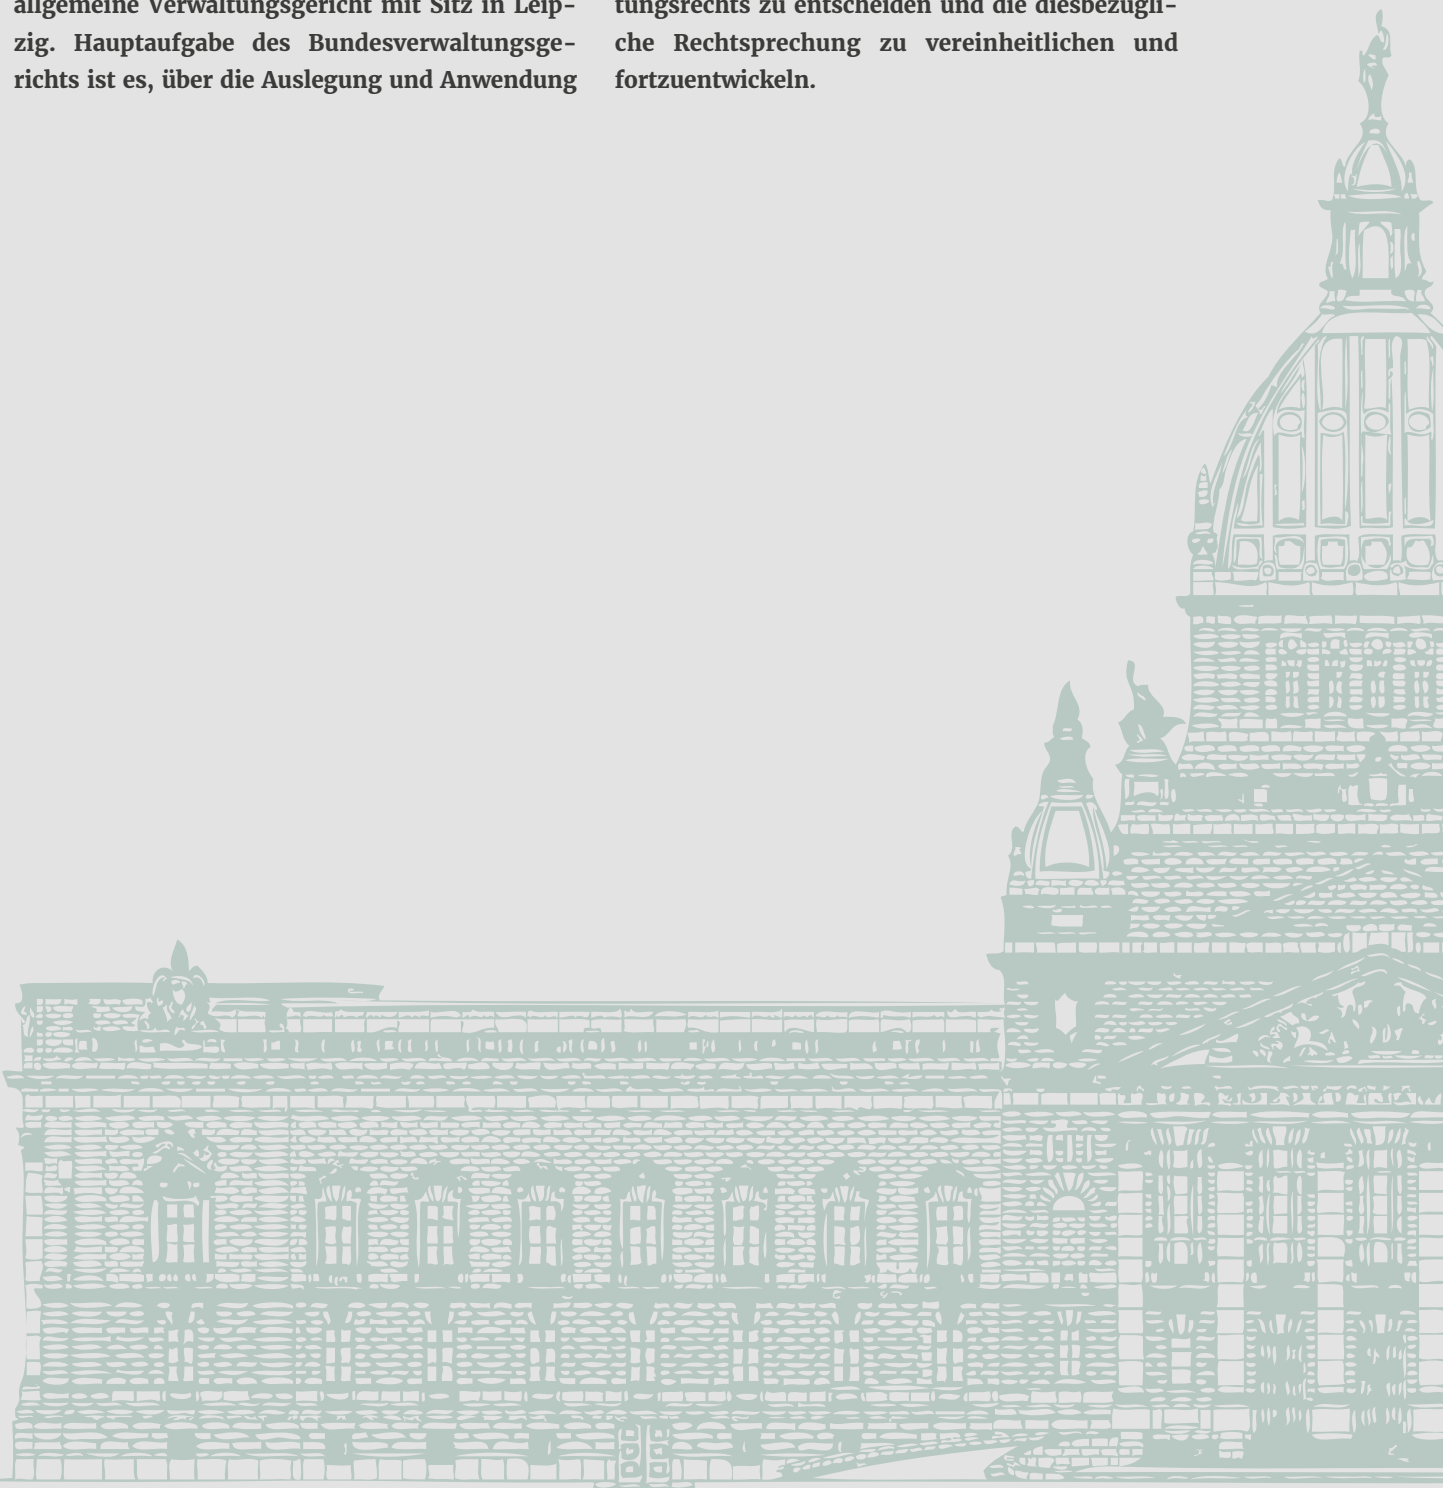 allgemeine Verwaltungsgericht mit Sitz in Leip-
zig. Hauptaufgabe des Bundesverwaltungsge-
richts ist es, über die Auslegung und Anwendung
tungsrechts zu entscheiden und die diesbezügli-
che Rechtsprechung zu vereinheitlichen und
fortzuentwickeln.